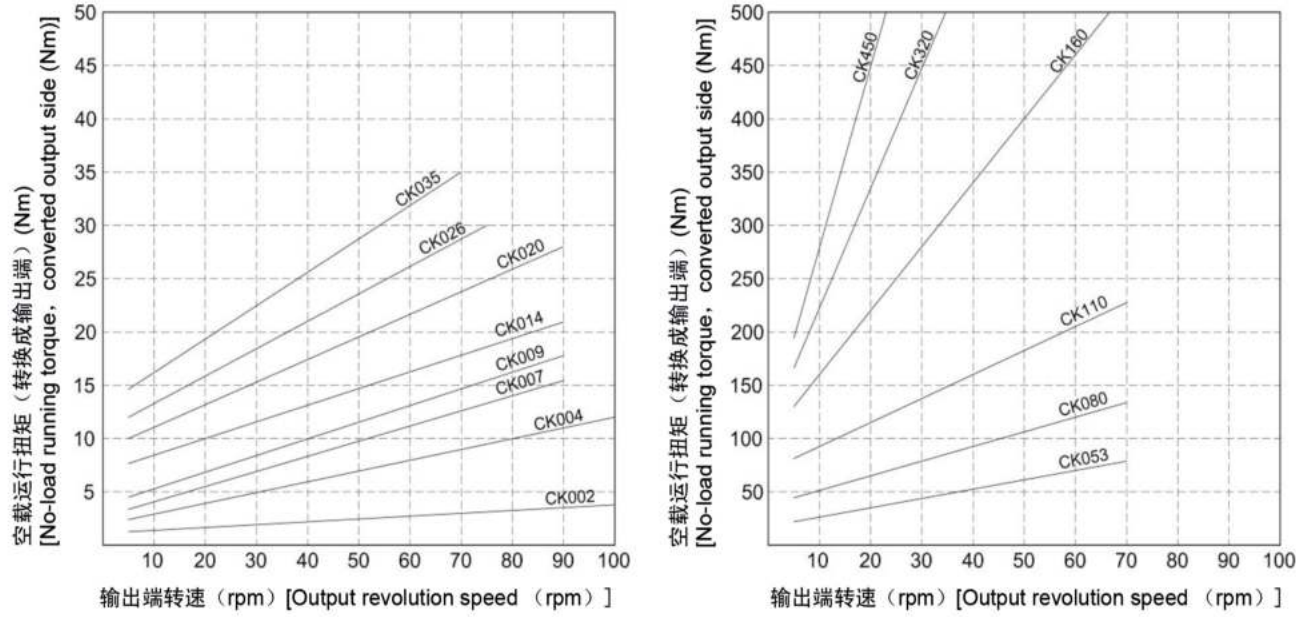 空载运行扭矩（转换成输出端）(Nm)
[No-load running torque, converted output side (Nm)]
50
45
40
35
30
25
20
15
10
5
CK035
CK026
CK020
CK014
CK009
CK007
CK004
CK002
10 20 30 40 50 60 70 80 90 100
输出端转速（rpm）[Output revolution speed （rpm）]
空载运行扭矩（转换成输出端）(Nm)
[No-load running torque, converted output side (Nm)]
500
450
400
350
300
250
200
150
100
50
CK450
CK320
CK160
CK110
CK080
CK053
10 20 30 40 50 60 70 80 90 100
输出端转速（rpm）[Output revolution speed （rpm）]